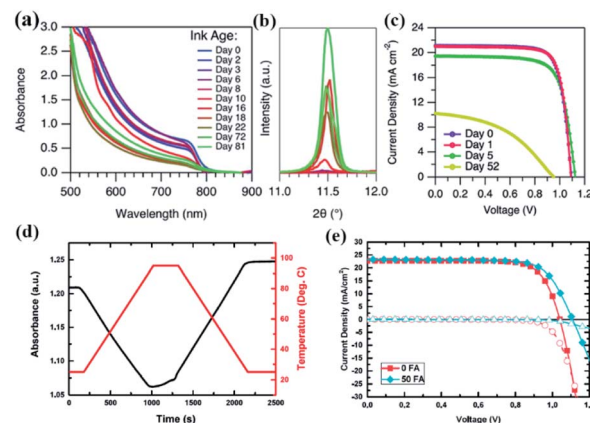 (a)
3.0
2.5
2.0
1.5
1.0
0.5
0.0
Absorbance
500 600 700 800 900
Wavelength (nm)
Ink Age:
Day 0
Day 2
Day 3
Day 6
Day 8
Day 10
Day 16
Day 18
Day 22
Day 72
Day 81
(b)
Intensity (a.u.)
11.0 11.5 12.0
2θ (°)
(c)
24
20
16
12
8
4
0
Current Density (mA cm⁻²)
0.0 0.2 0.4 0.6 0.8 1.0 1.2
Voltage (V)
Day 0
Day 1
Day 5
Day 52
(d)
1,25
1,20
1,15
1,10
1,05
Absorbance (a.u.)
0 500 1000 1500 2000 2500
Time (s)
100
80
60
40
20
Temperature (Deg. C)
(e)
30
25
20
15
10
5
0
-5
-10
-15
-20
-25
-30
Current Density (mA/cm²)
0 FA
50 FA
0,0 0,2 0,4 0,6 0,8 1,0 1,2
Voltage (V)